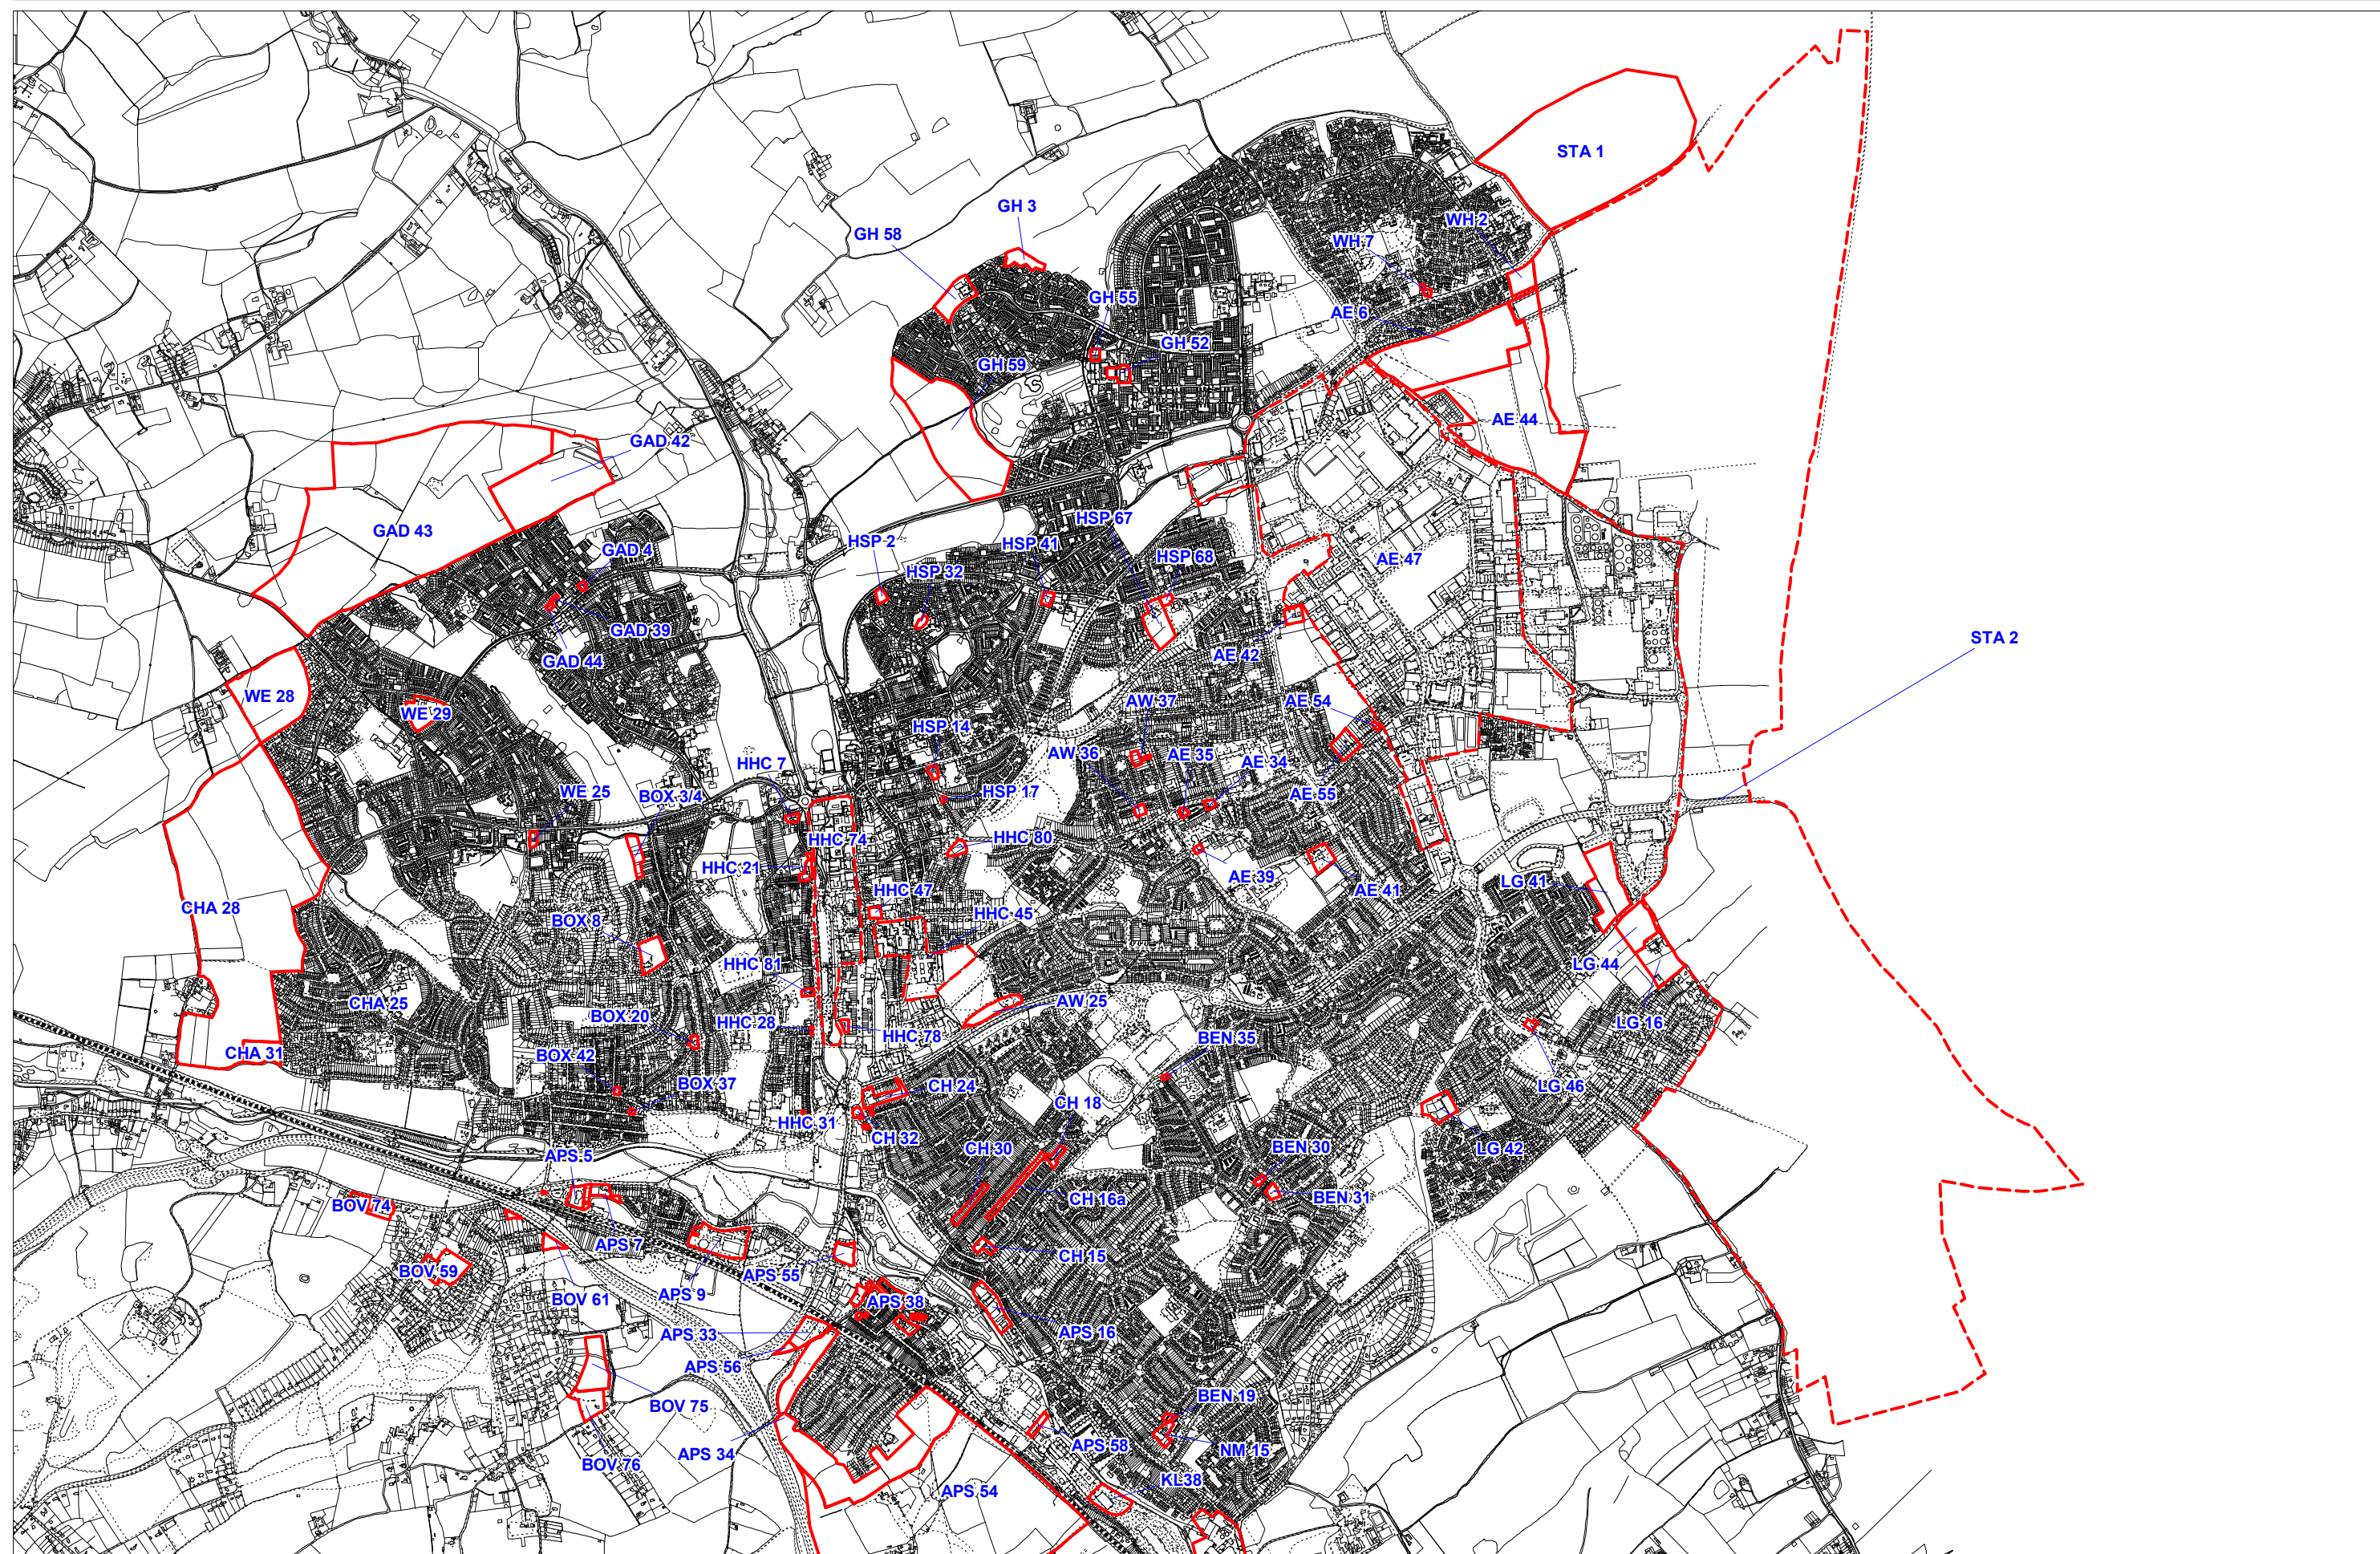 STA 1
GH 3
WH 2
GH 58
WH 7
GH 55
AE 6
GH 52
GH 59
AE 44
GAD 42
HSP 67
GAD 43
HSP 2
HSP 41
GAD 4
HSP 68
AE 47
HSP 32
GAD 39
STA 2
AE 42
GAD 44
WE 28
AW 37
AE 54
WE 29
HSP 14
AW 36
AE 35
AE 34
HHC 7
WE 25
HSP 17
BOX 3/4
AE 55
HHC 74
HHC 80
HHC 21
AE 39
LG 41
HHC 47
AE 41
CHA 28
HHC 45
BOX 8
HHC 81
LG 44
CHA 25
AW 25
BOX 20
HHC 28
LG 16
HHC 78
BEN 35
CHA 31
BOX 42
BOX 37
CH 24
LG 46
CH 18
HHC 31
CH 32
CH 30
BEN 30
LG 42
APS 5
CH 16a
BEN 31
BOV 74
APS 7
CH 15
BOV 59
APS 55
APS 9
BOV 61
APS 38
APS 33
APS 16
APS 56
BEN 19
BOV 75
APS 58
NM 15
APS 34
BOV 76
KL38
APS 54